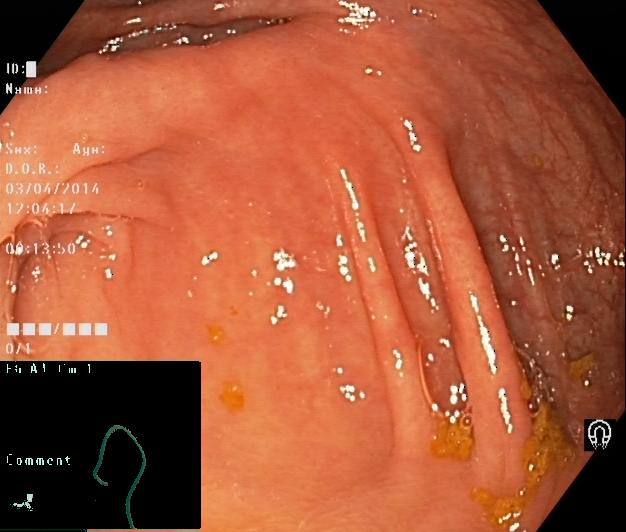 ID:
Name:
Sex: Age:
D.O.B.:
03/04/2014
12:04:17
00:13:50
/
0/1
Comment